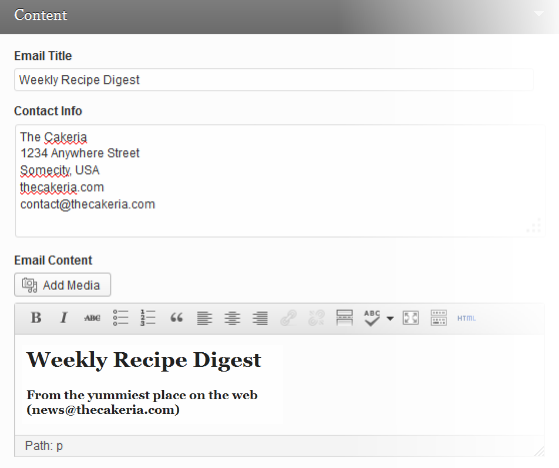 Content
Email Title
Weekly Recipe Digest
Contact Info
The Cakeria
1234 Anywhere Street
Somecity, USA
thecakeria.com
contact@thecakeria.com
Email Content
Add Media
B I ABC ABC HTML
Weekly Recipe Digest
From the yummiest place on the web
(news@thecakeria.com)
Path: p